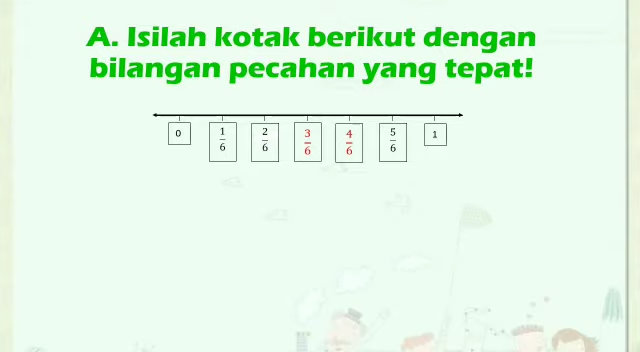 A. Isilah kotak berikut dengan
bilangan pecahan yang tepat!
0 1/6 2/6 3/6 4/6 5/6 1